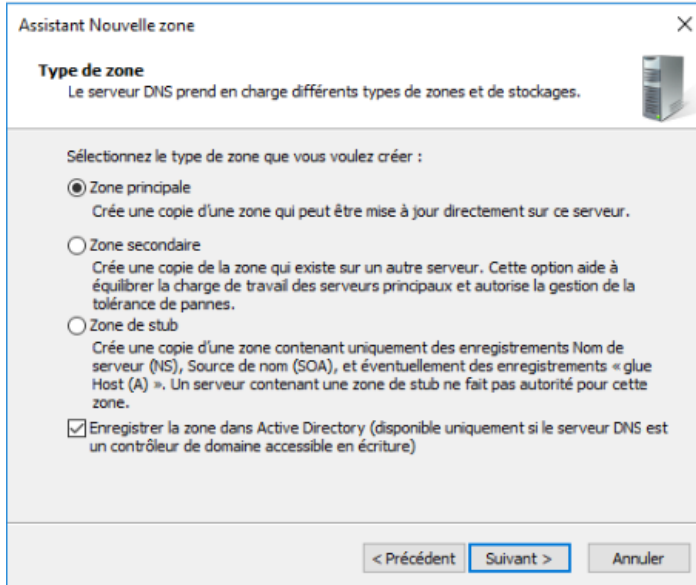 Assistant Nouvelle zone
Type de zone
Le serveur DNS prend en charge différents types de zones et de stockages.
Sélectionnez le type de zone que vous voulez créer :
Zone principale
Crée une copie d'une zone qui peut être mise à jour directement sur ce serveur.
Zone secondaire
Crée une copie de la zone qui existe sur un autre serveur. Cette option aide à
équilibrer la charge de travail des serveurs principaux et autorise la gestion de la
tolérance de pannes.
Zone de stub
Crée une copie d'une zone contenant uniquement des enregistrements Nom de
serveur (NS), Source de nom (SOA), et éventuellement des enregistrements « glue
Host (A) ». Un serveur contenant une zone de stub ne fait pas autorité pour cette
zone.
Enregistrer la zone dans Active Directory (disponible uniquement si le serveur DNS est
un contrôleur de domaine accessible en écriture)
< Précédent Suivant > Annuler